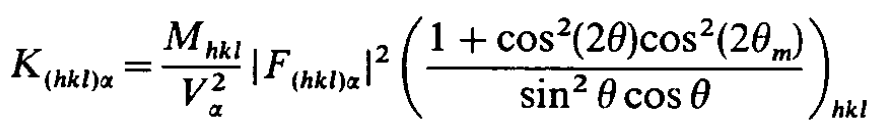 K_{(hkl)α} = \frac{M_{hkl}}{V_α^2} |F_{(hkl)α}|^2 \left( \frac{1 + \cos^2(2θ)\cos^2(2θ_m)}{\sin^2 θ \cos θ} \right)_{hkl}